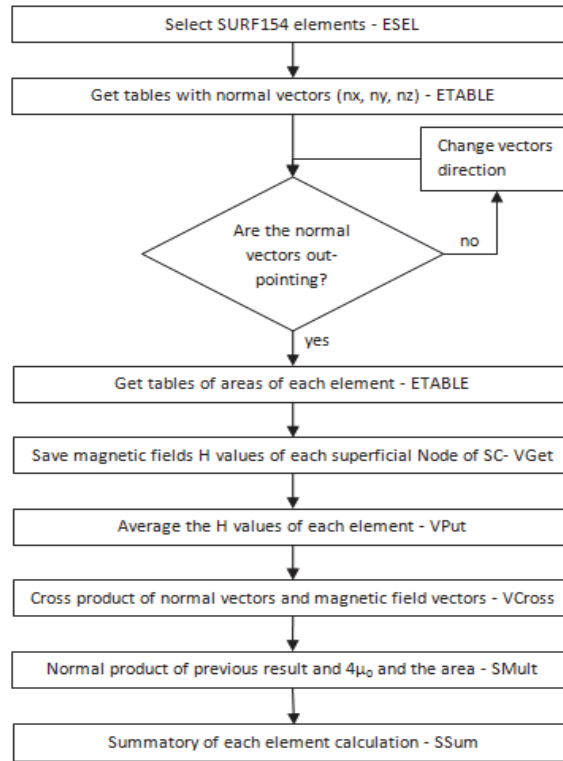 Select SURF154 elements - ESEL
Get tables with normal vectors (nx, ny, nz) - ETABLE
Change vectors
direction
Are the normal
vectors out-
pointing?
no
yes
Get tables of areas of each element - ETABLE
Save magnetic fields H values of each superficial Node of SC- VGet
Average the H values of each element - VPut
Cross product of normal vectors and magnetic field vectors - VCross
Normal product of previous result and 4μ₀ and the area - SMult
Summatory of each element calculation - SSum